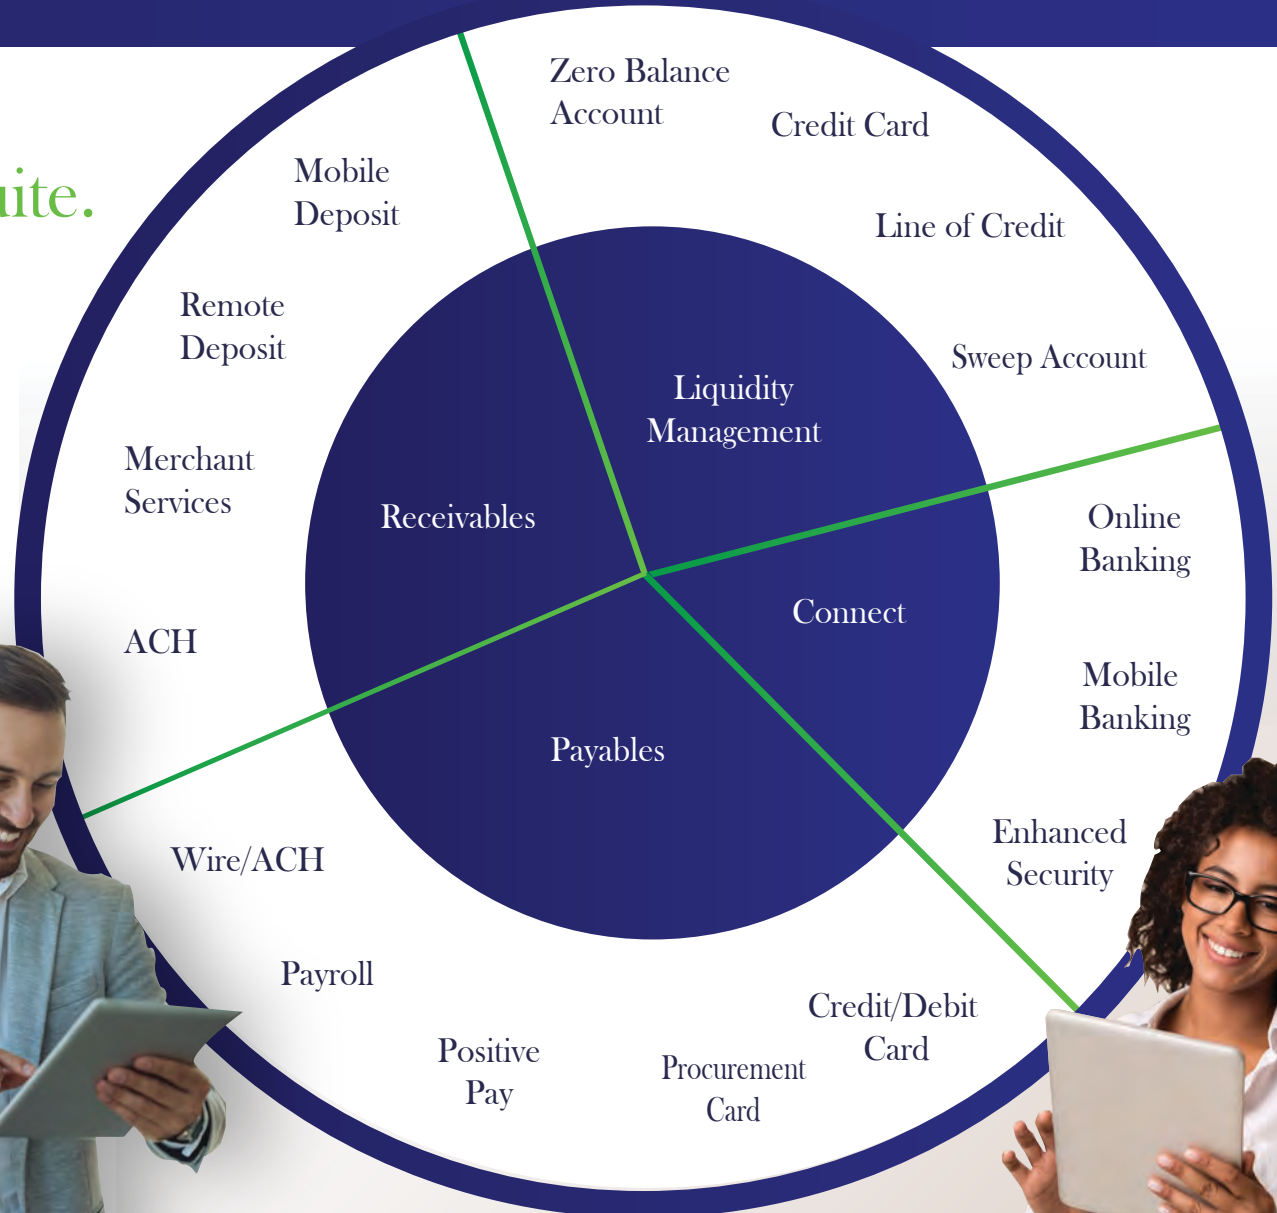 Zero Balance
Account
Credit Card
Line of Credit
Sweep Account
Mobile
Deposit
Remote
Deposit
Merchant
Services
ACH
Liquidity
Management
Receivables
Connect
Payables
Online
Banking
Mobile
Banking
Enhanced
Security
Wire/ACH
Payroll
Positive
Pay
Procurement
Card
Credit/Debit
Card